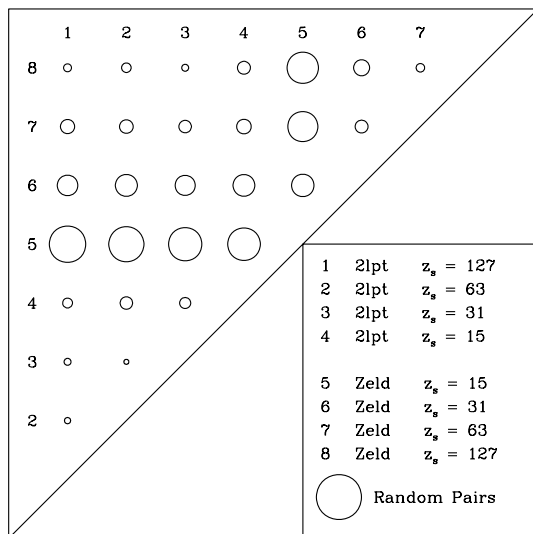 1 2 3 4 5 6 7
8
7
6
5
4
3
2
1 2lpt z_s = 127
2 2lpt z_s = 63
3 2lpt z_s = 31
4 2lpt z_s = 15
5 Zeld z_s = 15
6 Zeld z_s = 31
7 Zeld z_s = 63
8 Zeld z_s = 127
Random Pairs